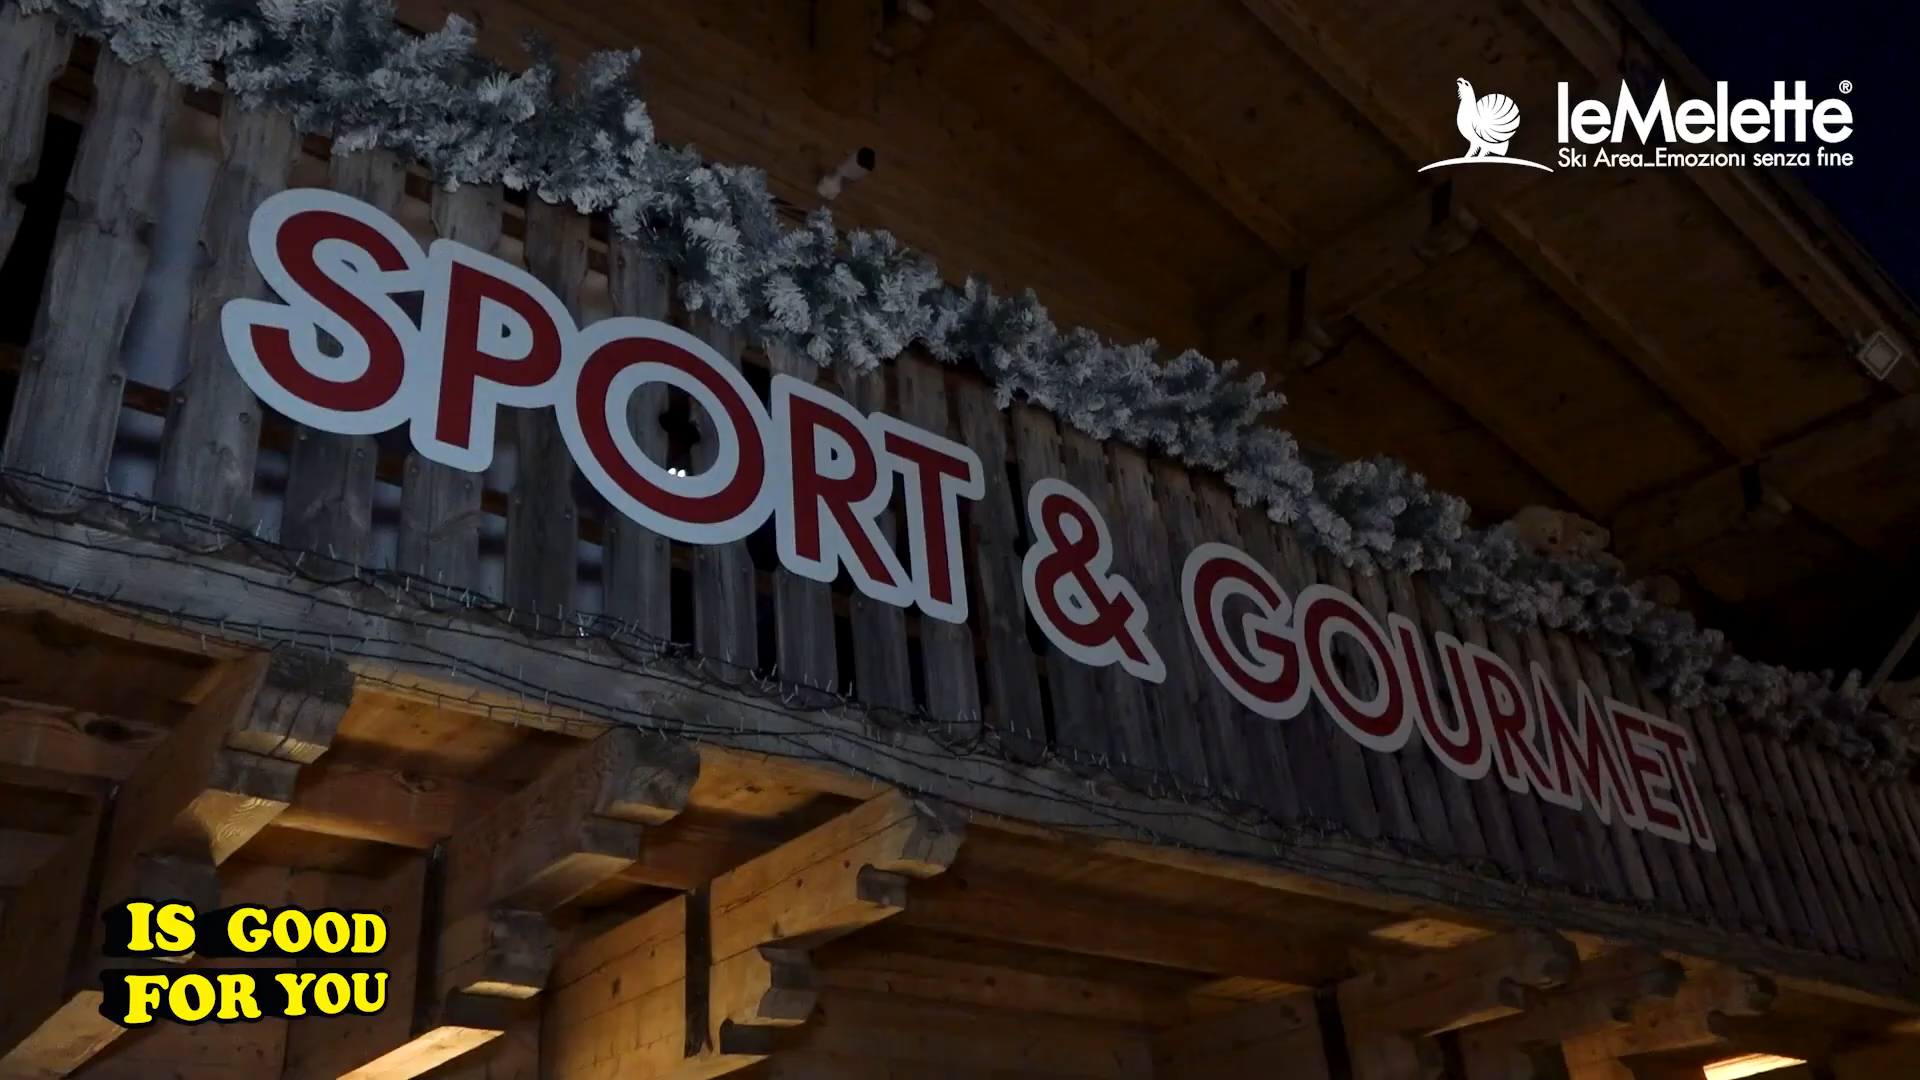 leMelette®
Ski Area_Emozioni senza fine
SPORT & GOURMET
IS GOOD
FOR YOU